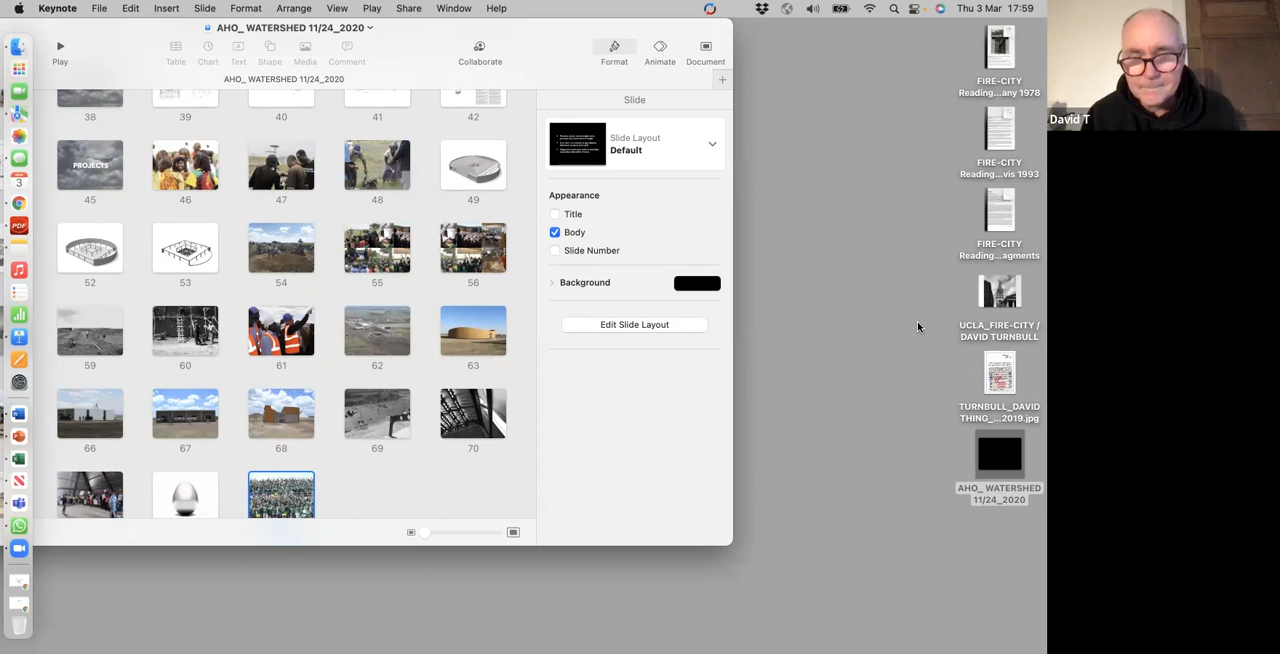 Keynote File Edit Insert Slide Format Arrange View Play Share Window Help
Thu 3 Mar 17:59
AHO_ WATERSHED 11/24_2020
Play
Table Chart Text Shape Media Comment
Collaborate
Format Animate Document
AHO_ WATERSHED 11/24_2020
38 39 40 41 42
PROJECTS
45 46 47 48 49
52 53 54 55 56
59 60 61 62 63
66 67 68 69 70
Slide
Slide Layout
Default
Appearance
Title
Body
Slide Number
Background
Edit Slide Layout
3
PDF
FIRE-CITY
Reading...any 1978
FIRE-CITY
Reading...vis 1993
FIRE-CITY
Reading...agments
UCLA_FIRE-CITY /
DAVID TURNBULL
TURNBULL_DAVID
THING_...2019.jpg
AHO_ WATERSHED
11/24_2020
David T